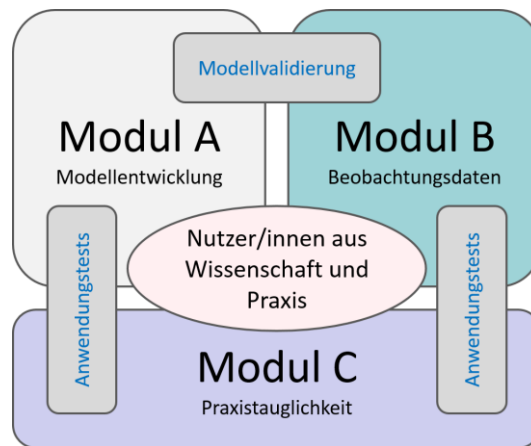 Modellvalidierung
Modul A
Modellentwicklung
Modul B
Beobachtungsdaten
Anwendungstests
Nutzer/innen aus
Wissenschaft und
Praxis
Anwendungstests
Modul C
Praxistauglichkeit